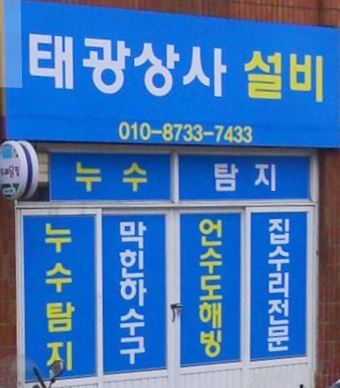 태광상사 설비
010-8733-7433
누수 탐지
누수탐지
막힌하수구
언수도해빙
집수리전문